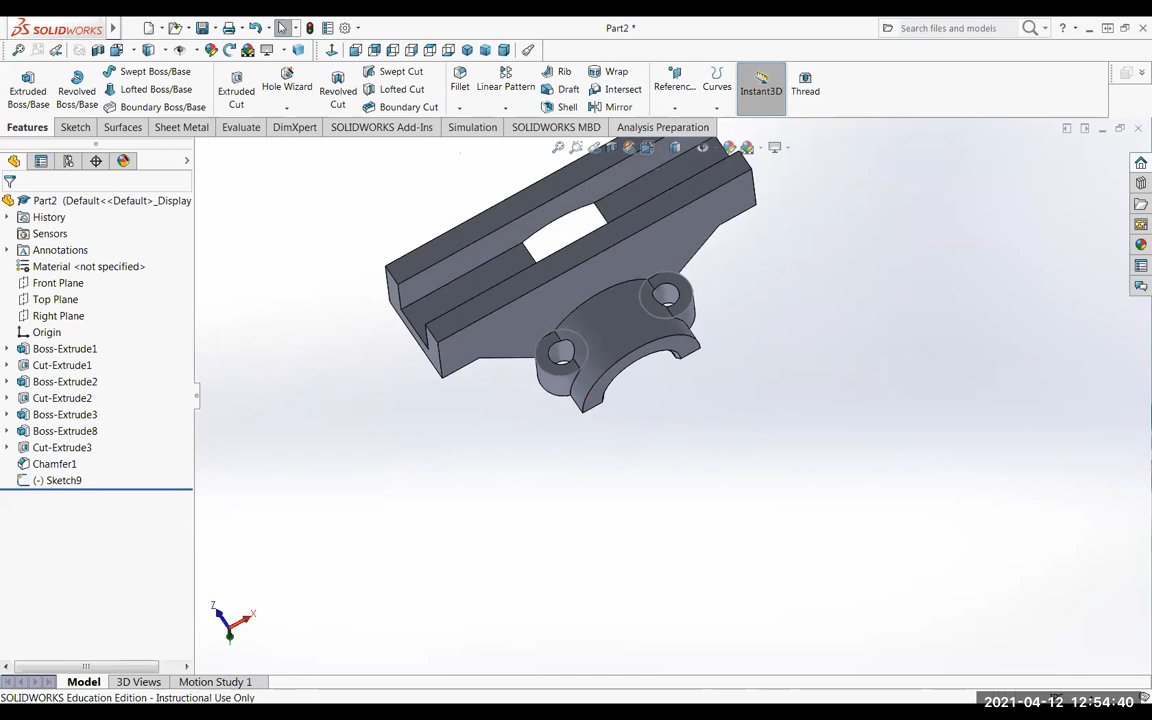 SOLIDWORKS
Part2 *
Search files and models
Extruded Boss/Base
Revolved Boss/Base
Swept Boss/Base
Lofted Boss/Base
Boundary Boss/Base
Extruded Cut
Hole Wizard
Revolved Cut
Swept Cut
Lofted Cut
Boundary Cut
Fillet
Linear Pattern
Rib
Draft
Shell
Wrap
Intersect
Mirror
Referenc...
Curves
Instant3D
Thread
Features
Sketch
Surfaces
Sheet Metal
Evaluate
DimXpert
SOLIDWORKS Add-Ins
Simulation
SOLIDWORKS MBD
Analysis Preparation
Part2 (Default<<Default>_Display
History
Sensors
Annotations
Material <not specified>
Front Plane
Top Plane
Right Plane
Origin
Boss-Extrude1
Cut-Extrude1
Boss-Extrude2
Cut-Extrude2
Boss-Extrude3
Boss-Extrude8
Cut-Extrude3
Chamfer1
(-) Sketch9
Z
X
Y
Model
3D Views
Motion Study 1
SOLIDWORKS Education Edition - Instructional Use Only
2021-04-12 12:54:40